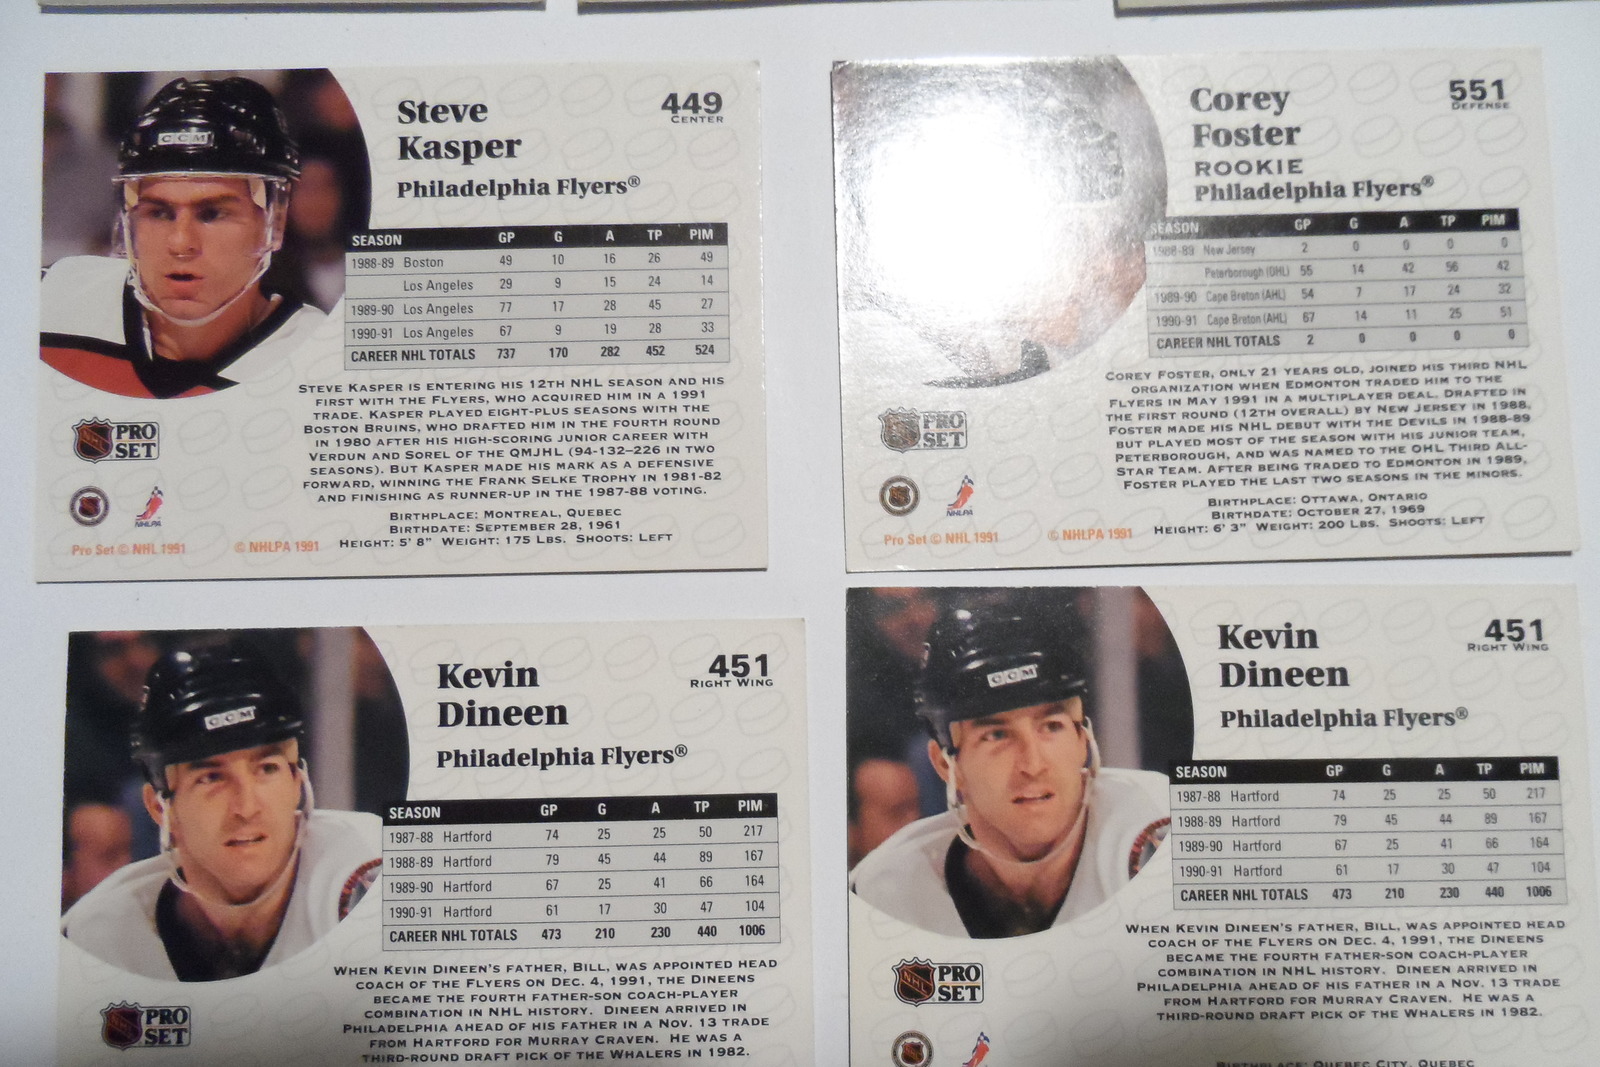 CCM
Steve
Kasper
449
CENTER
Philadelphia Flyers®
SEASON GP G A TP PIM
1988-89 Boston 49 10 16 26 49
Los Angeles 29 9 15 24 14
1989-90 Los Angeles 77 17 28 45 27
1990-91 Los Angeles 67 9 19 28 33
CAREER NHL TOTALS 737 170 282 452 524
STEVE KASPER IS ENTERING HIS 12TH NHL SEASON AND HIS
FIRST WITH THE FLYERS, WHO ACQUIRED HIM IN A 1991
TRADE. KASPER PLAYED EIGHT-PLUS SEASONS WITH THE
BOSTON BRUINS, WHO DRAFTED HIM IN THE FOURTH ROUND
IN 1980 AFTER HIS HIGH-SCORING JUNIOR CAREER WITH
VERDUN AND SOREL OF THE QMJHL (94-132-226 IN TWO
SEASONS). BUT KASPER MADE HIS MARK AS A DEFENSIVE
FORWARD, WINNING THE FRANK SELKE TROPHY IN 1981-82
AND FINISHING AS RUNNER-UP IN THE 1987-88 VOTING.
BIRTHPLACE: MONTREAL, QUEBEC
BIRTHDATE: SEPTEMBER 28, 1961
HEIGHT: 5' 8" WEIGHT: 175 LBS. SHOOTS: LEFT
NHL PRO SET
NHLPA
Pro Set © NHL 1991 © NHLPA 1991
Corey
Foster
551
DEFENSE
ROOKIE
Philadelphia Flyers®
SEASON GP G A TP PIM
1988-89 New Jersey 2 0 0 0 0
Peterborough (OHL) 55 14 42 56 42
1989-90 Cape Breton (AHL) 54 7 17 24 32
1990-91 Cape Breton (AHL) 67 14 11 25 51
CAREER NHL TOTALS 2 0 0 0 0
COREY FOSTER, ONLY 21 YEARS OLD, JOINED HIS THIRD NHL
ORGANIZATION WHEN EDMONTON TRADED HIM TO THE
FLYERS IN MAY 1991 IN A MULTIPLAYER DEAL. DRAFTED IN
THE FIRST ROUND (12TH OVERALL) BY NEW JERSEY IN 1988,
FOSTER MADE HIS NHL DEBUT WITH THE DEVILS IN 1988-89
BUT PLAYED MOST OF THE SEASON WITH HIS JUNIOR TEAM,
PETERBOROUGH, AND WAS NAMED TO THE OHL THIRD ALL-
STAR TEAM. AFTER BEING TRADED TO EDMONTON IN 1989,
FOSTER PLAYED THE LAST TWO SEASONS IN THE MINORS.
BIRTHPLACE: OTTAWA, ONTARIO
BIRTHDATE: OCTOBER 27, 1969
HEIGHT: 6' 3" WEIGHT: 200 LBS. SHOOTS: LEFT
NHL PRO SET
NHLPA
Pro Set © NHL 1991 © NHLPA 1991
CCM
Kevin
Dineen
451
RIGHT WING
Philadelphia Flyers®
SEASON GP G A TP PIM
1987-88 Hartford 74 25 25 50 217
1988-89 Hartford 79 45 44 89 167
1989-90 Hartford 67 25 41 66 164
1990-91 Hartford 61 17 30 47 104
CAREER NHL TOTALS 473 210 230 440 1006
WHEN KEVIN DINEEN'S FATHER, BILL, WAS APPOINTED HEAD
COACH OF THE FLYERS ON DEC. 4, 1991, THE DINEENS
BECAME THE FOURTH FATHER-SON COACH-PLAYER
COMBINATION IN NHL HISTORY. DINEEN ARRIVED IN
PHILADELPHIA AHEAD OF HIS FATHER IN A NOV. 13 TRADE
FROM HARTFORD FOR MURRAY CRAVEN. HE WAS A
THIRD-ROUND DRAFT PICK OF THE WHALERS IN 1982.
NHL PRO SET
CCM
Kevin
Dineen
451
RIGHT WING
Philadelphia Flyers®
SEASON GP G A TP PIM
1987-88 Hartford 74 25 25 50 217
1988-89 Hartford 79 45 44 89 167
1989-90 Hartford 67 25 41 66 164
1990-91 Hartford 61 17 30 47 104
CAREER NHL TOTALS 473 210 230 440 1006
WHEN KEVIN DINEEN'S FATHER, BILL, WAS APPOINTED HEAD
COACH OF THE FLYERS ON DEC. 4, 1991, THE DINEENS
BECAME THE FOURTH FATHER-SON COACH-PLAYER
COMBINATION IN NHL HISTORY. DINEEN ARRIVED IN
PHILADELPHIA AHEAD OF HIS FATHER IN A NOV. 13 TRADE
FROM HARTFORD FOR MURRAY CRAVEN. HE WAS A
THIRD-ROUND DRAFT PICK OF THE WHALERS IN 1982.
NHL PRO SET
BIRTHPLACE: QUEBEC CITY, QUEBEC